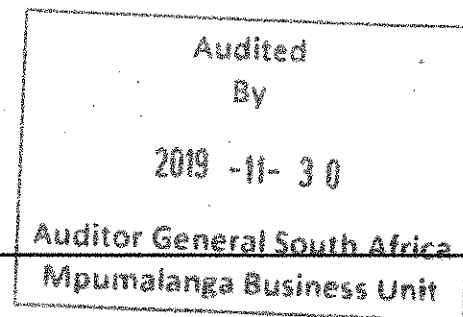 Audited
By
2019 -11- 30
Auditor General South Africa
Mpumalanga Business Unit